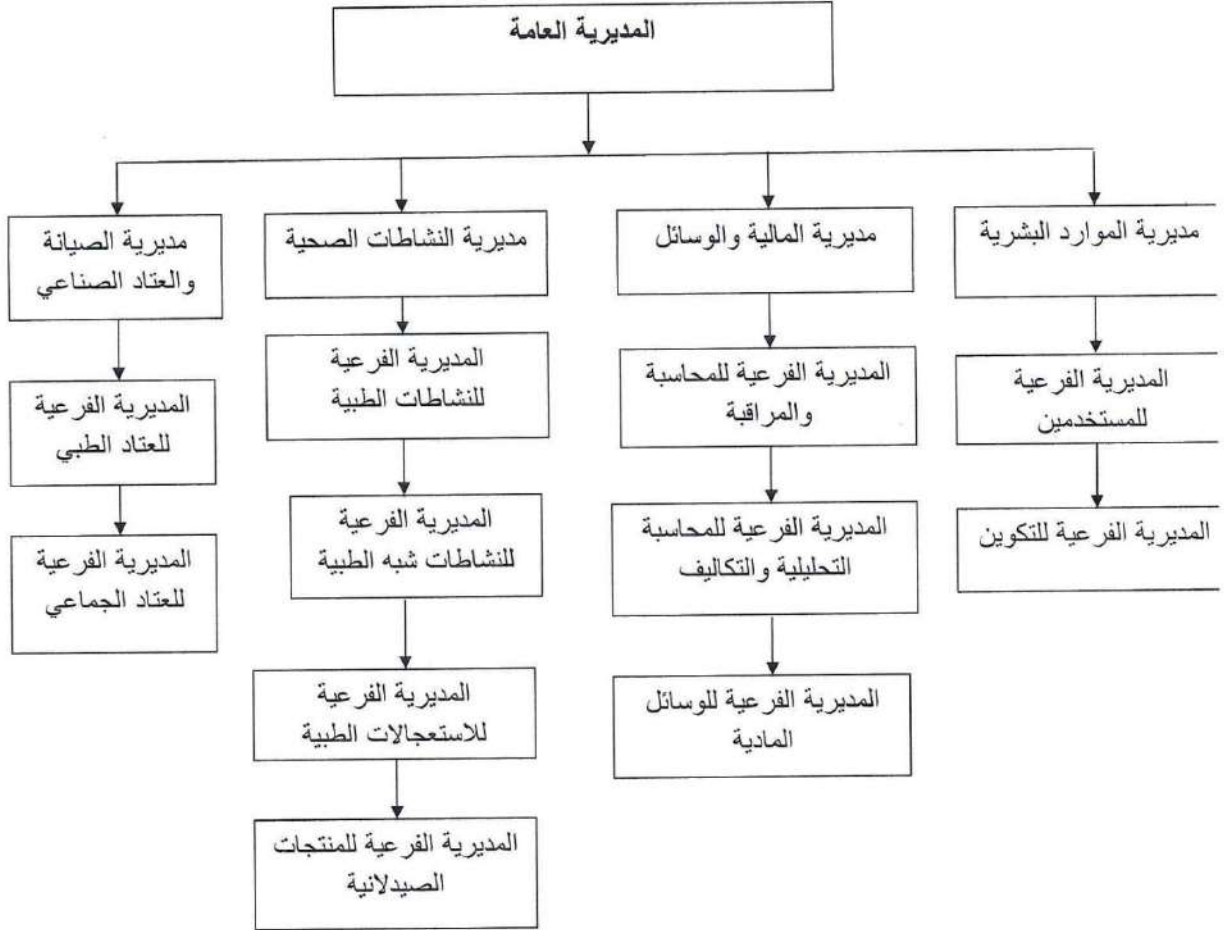 المديرية العامة
مديرية الموارد البشرية
المديرية الفرعية
للمستخدمين
المديرية الفرعية للتكوين
مديرية المالية والوسائل
المديرية الفرعية للمحاسبة
والمراقبة
المديرية الفرعية للمحاسبة
التحليلية والتكاليف
المديرية الفرعية للوسائل
المادية
مديرية النشاطات الصحية
المديرية الفرعية
للنشاطات الطبية
المديرية الفرعية
للنشاطات شبه الطبية
المديرية الفرعية
للاستعجالات الطبية
المديرية الفرعية للمنتجات
الصيدلانية
مديرية الصيانة
والعتاد الصناعي
المديرية الفرعية
للعتاد الطبي
المديرية الفرعية
للعتاد الجماعي